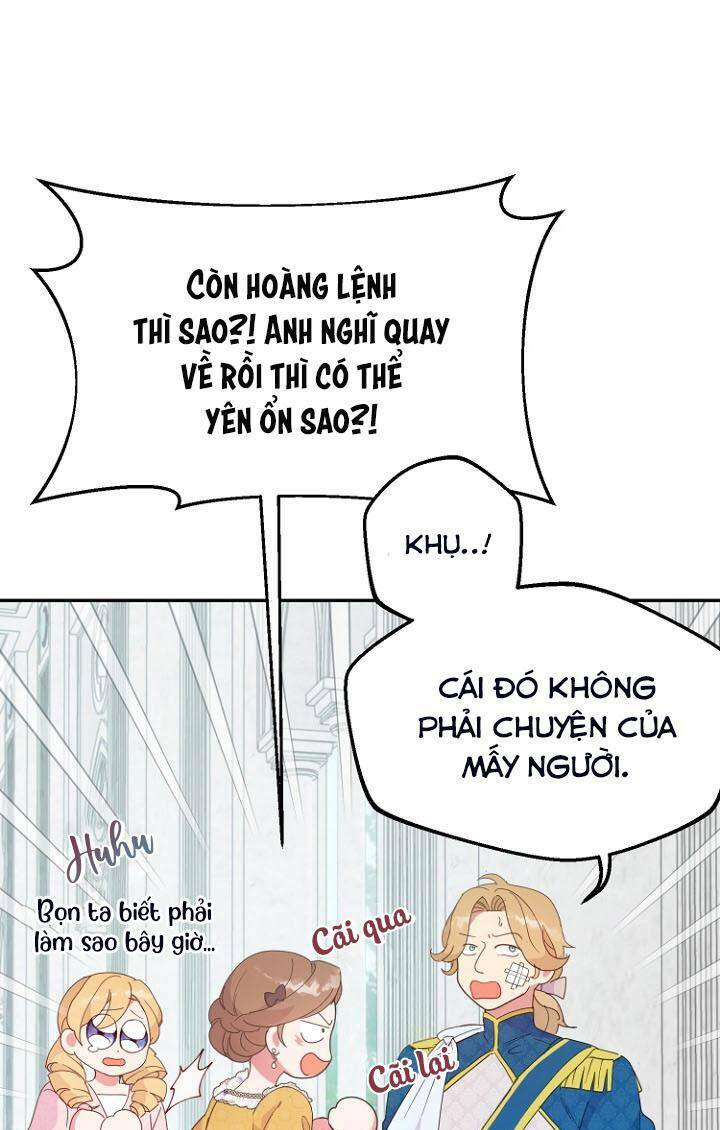 CÒN HOÀNG LỆNH
THÌ SAO?! ANH NGHĨ QUAY
VỀ RỒI THÌ CÓ THỂ
YÊN ỔN SAO?!
KHỤ..!
CÁI ĐÓ KHÔNG
PHẢI CHUYỆN CỦA
MẤY NGƯỜI.
Huhu
Bọn ta biết phải
làm sao bây giờ...
Cãi qua
Cãi lại